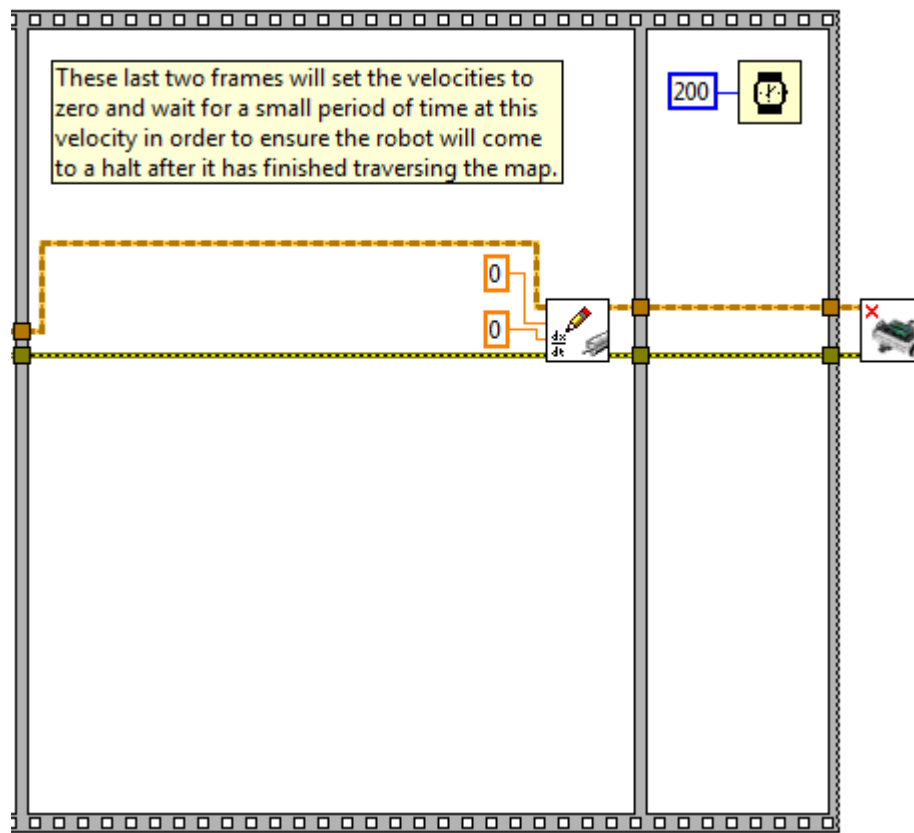 These last two frames will set the velocities to
zero and wait for a small period of time at this
velocity in order to ensure the robot will come
to a halt after it has finished traversing the map.
200
0
0
dx
dt